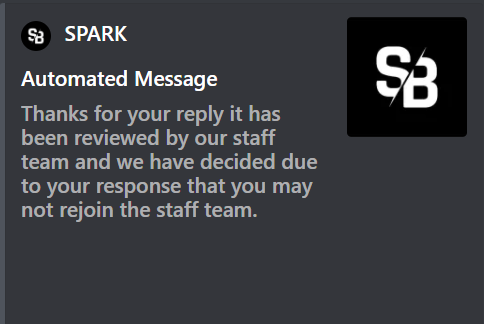 SB SPARK
SB
Automated Message
Thanks for your reply it has
been reviewed by our staff
team and we have decided due
to your response that you may
not rejoin the staff team.